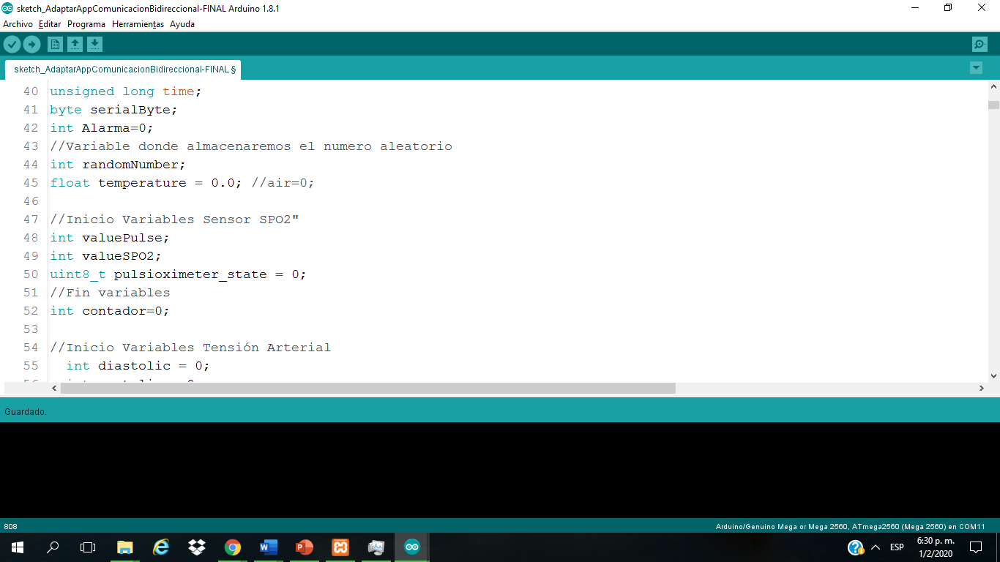 sketch_AdaptarAppComunicacionBidireccional-FINAL Arduino 1.8.1
Archivo Editar Programa Herramientas Ayuda
sketch_AdaptarAppComunicacionBidireccional-FINAL §
40 unsigned long time;
41 byte serialByte;
42 int Alarma=0;
43 //Variable donde almacenaremos el numero aleatorio
44 int randomNumber;
45 float temperature = 0.0; //air=0;
46
47 //Inicio Variables Sensor SPO2"
48 int valuePulse;
49 int valueSPO2;
50 uint8_t pulsioximeter_state = 0;
51 //Fin variables
52 int contador=0;
53
54 //Inicio Variables Tensión Arterial
55 int diastolic = 0;
Guardado.
808 Arduino/Genuino Mega or Mega 2560, ATmega2560 (Mega 2560) en COM11
ESP 6:30 p. m.
1/2/2020